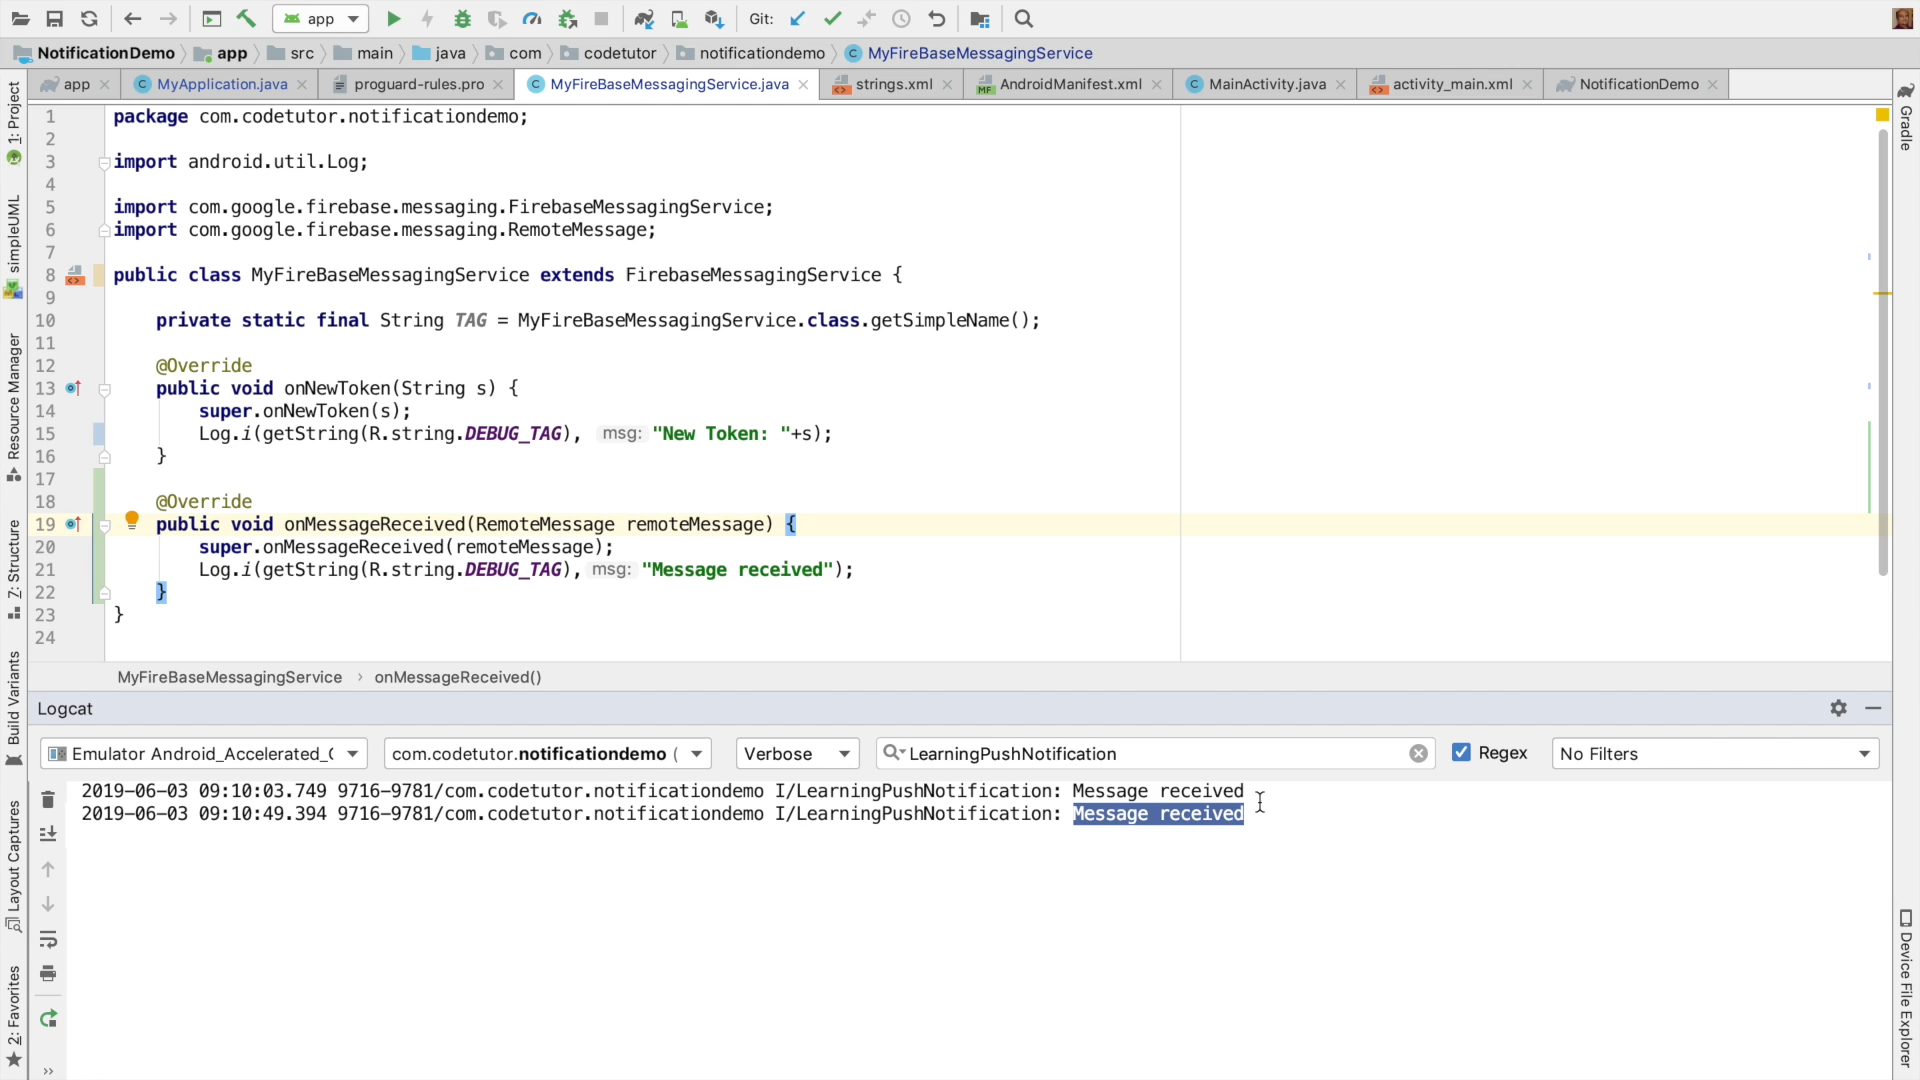 app
Git:
NotificationDemo app src main java com codetutor notificationdemo MyFireBaseMessagingService
app MyApplication.java proguard-rules.pro MyFireBaseMessagingService.java strings.xml AndroidManifest.xml MainActivity.java activity_main.xml NotificationDemo
1: Project
simpleUML
Resource Manager
7: Structure
Build Variants
Layout Captures
2: Favorites
Gradle
Device File Explorer
1 package com.codetutor.notificationdemo;
2
3 import android.util.Log;
4
5 import com.google.firebase.messaging.FirebaseMessagingService;
6 import com.google.firebase.messaging.RemoteMessage;
7
8 public class MyFireBaseMessagingService extends FirebaseMessagingService {
9
10 private static final String TAG = MyFireBaseMessagingService.class.getSimpleName();
11
12 @Override
13 public void onNewToken(String s) {
14 super.onNewToken(s);
15 Log.i(getString(R.string.DEBUG_TAG), msg: "New Token: "+s);
16 }
17
18 @Override
19 public void onMessageReceived(RemoteMessage remoteMessage) {
20 super.onMessageReceived(remoteMessage);
21 Log.i(getString(R.string.DEBUG_TAG), msg: "Message received");
22 }
23 }
24
MyFireBaseMessagingService › onMessageReceived()
Logcat
Emulator Android_Accelerated_( com.codetutor.notificationdemo ( Verbose LearningPushNotification Regex No Filters
2019-06-03 09:10:03.749 9716-9781/com.codetutor.notificationdemo I/LearningPushNotification: Message received
2019-06-03 09:10:49.394 9716-9781/com.codetutor.notificationdemo I/LearningPushNotification: Message received